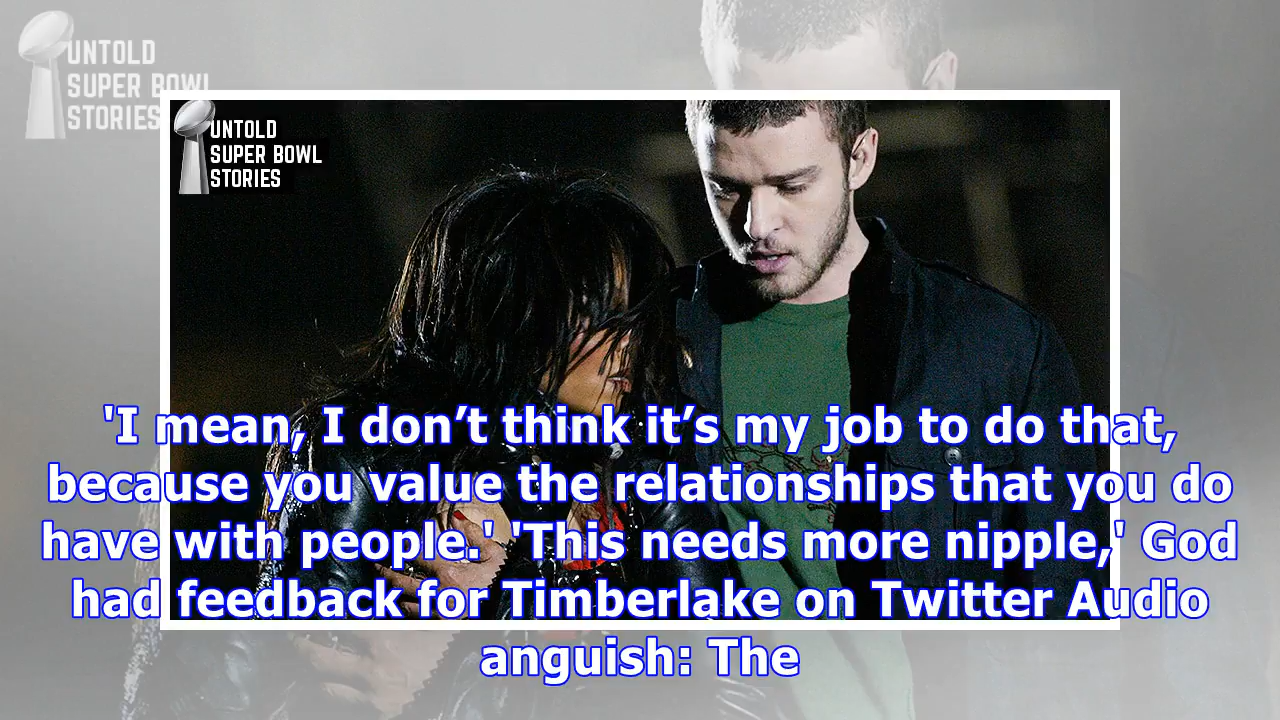 UNTOLD
SUPER BOWL
STORIES
UNTOLD
SUPER BOWL
STORIES
'I mean, I don’t think it’s my job to do that,
because you value the relationships that you do
have with people.' 'This needs more nipple,' God
had feedback for Timberlake on Twitter Audio
anguish: The